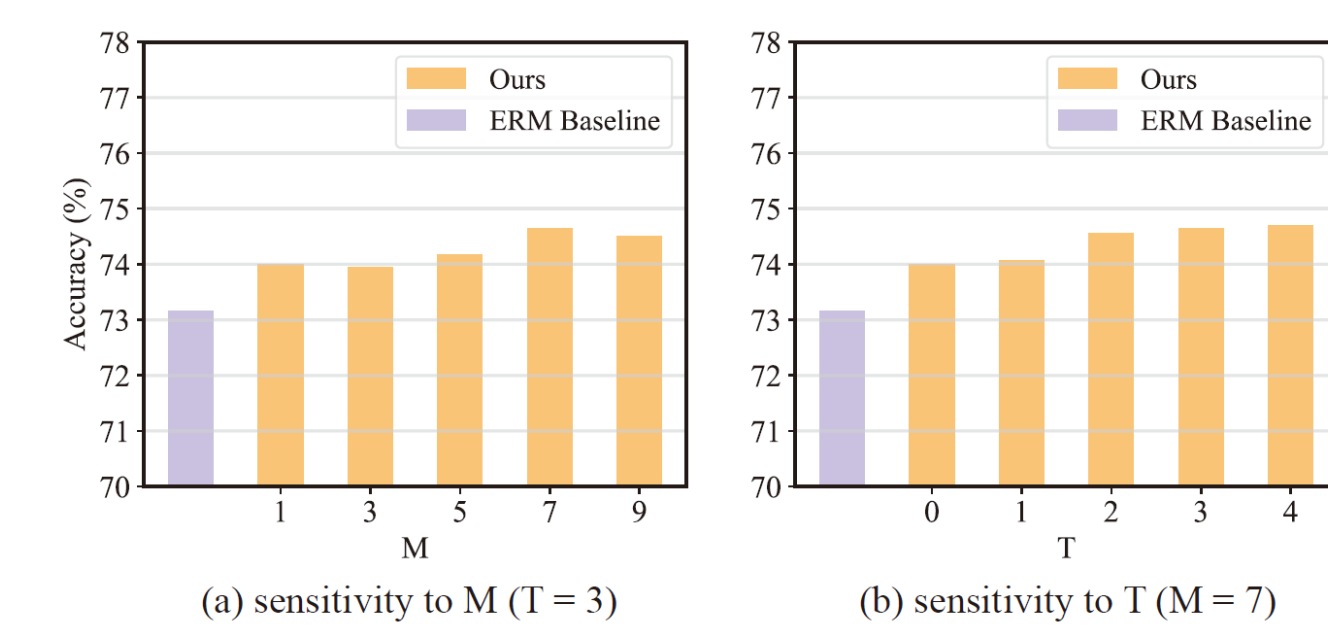 78
77
76
75
74
73
72
71
70
Accuracy (%)
Ours
ERM Baseline
1 3 5 7 9
M
(a) sensitivity to M (T = 3)
78
77
76
75
74
73
72
71
70
Ours
ERM Baseline
0 1 2 3 4
T
(b) sensitivity to T (M = 7)